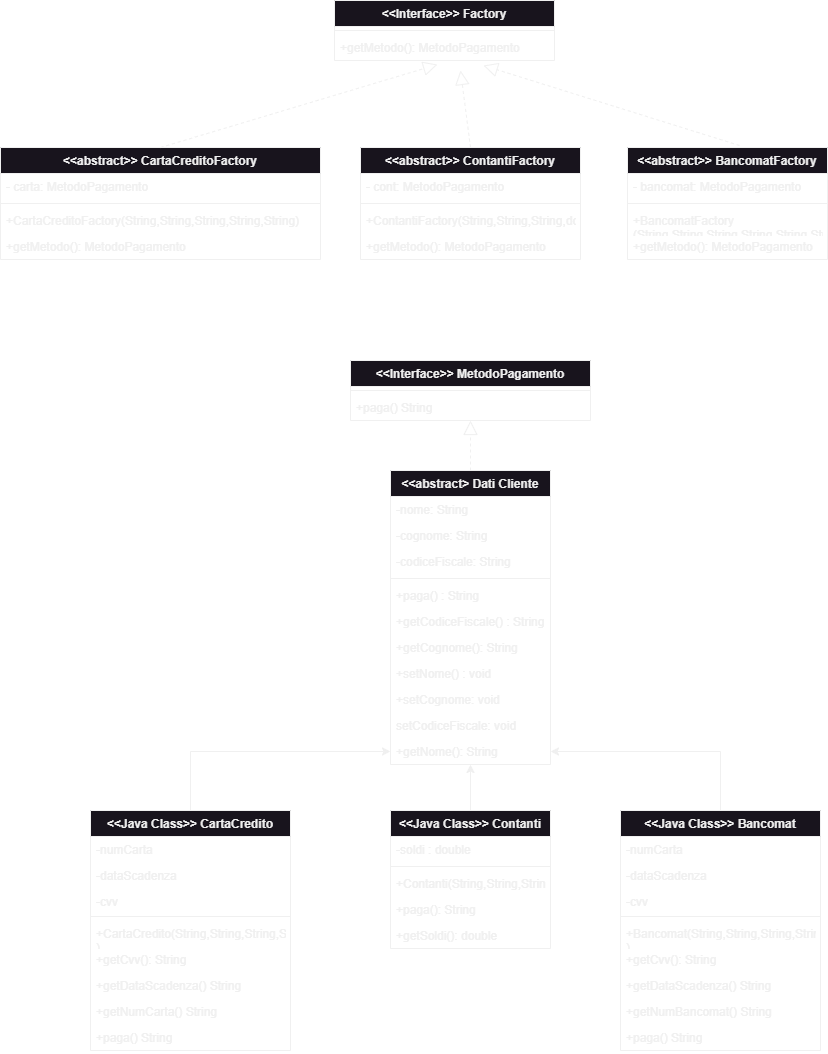 <<Interface>> Factory
+getMetodo(): MetodoPagamento
<<abstract>> CartaCreditoFactory
- carta: MetodoPagamento
+CartaCreditoFactory(String,String,String,String,String)
+getMetodo(): MetodoPagamento
<<abstract>> ContantiFactory
- cont: MetodoPagamento
+ContantiFactory(String,String,String,do
+getMetodo(): MetodoPagamento
<<abstract>> BancomatFactory
- bancomat: MetodoPagamento
+BancomatFactory
(String,String,String,String,String,St
+getMetodo(): MetodoPagamento
<<Interface>> MetodoPagamento
+paga() String
<<abstract> Dati Cliente
-nome: String
-cognome: String
-codiceFiscale: String
+paga() : String
+getCodiceFiscale() : String
+getCognome(): String
+setNome() : void
+setCognome: void
setCodiceFiscale: void
+getNome(): String
<<Java Class>> CartaCredito
-numCarta
-dataScadenza
-cvv
+CartaCredito(String,String,String,S
)
+getCvv(): String
+getDataScadenza() String
+getNumCarta() String
+paga() String
<<Java Class>> Contanti
-soldi : double
+Contanti(String,String,Strin
+paga(): String
+getSoldi(): double
<<Java Class>> Bancomat
-numCarta
-dataScadenza
-cvv
+Bancomat(String,String,String,Strin
)
+getCvv(): String
+getDataScadenza() String
+getNumBancomat() String
+paga() String